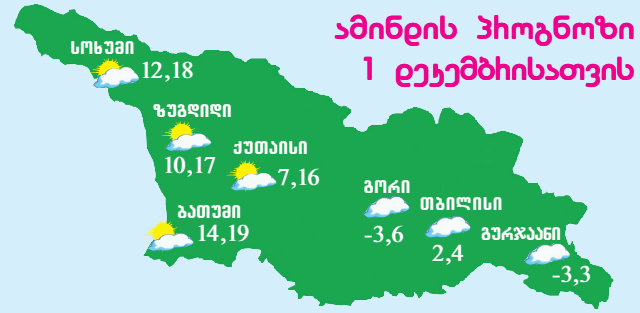 ამინდის პროგნოზი
1 დეკემბრისათვის
სოხუმი
12,18
ზუგდიდი
10,17
ქუთაისი
7,16
ბათუმი
14,19
გორი
-3,6
თბილისი
2,4
გურჯაანი
-3,3